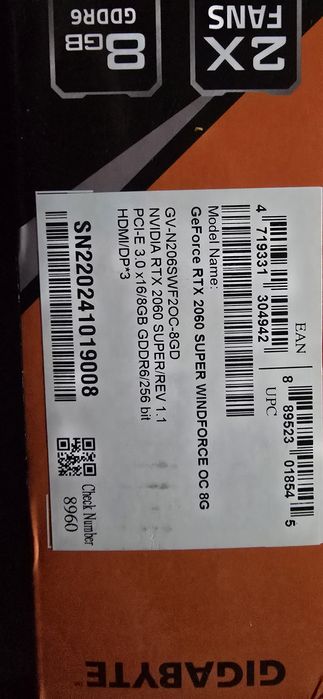 2X
FANS
8
GB
GDDR6
EAN
4 719331 304942
UPC
8 89523 01854 5
Model Name:
GeForce RTX 2060 SUPER WINDFORCE OC 8G
GV-N206SWF2OC-8GD
NVIDIA RTX 2060 SUPER/REV 1.1
PCI-E 3.0 x16/8GB GDDR6/256 bit
HDMI/DP*3
SN220241019008
Check Number
8960
GIGABYTE